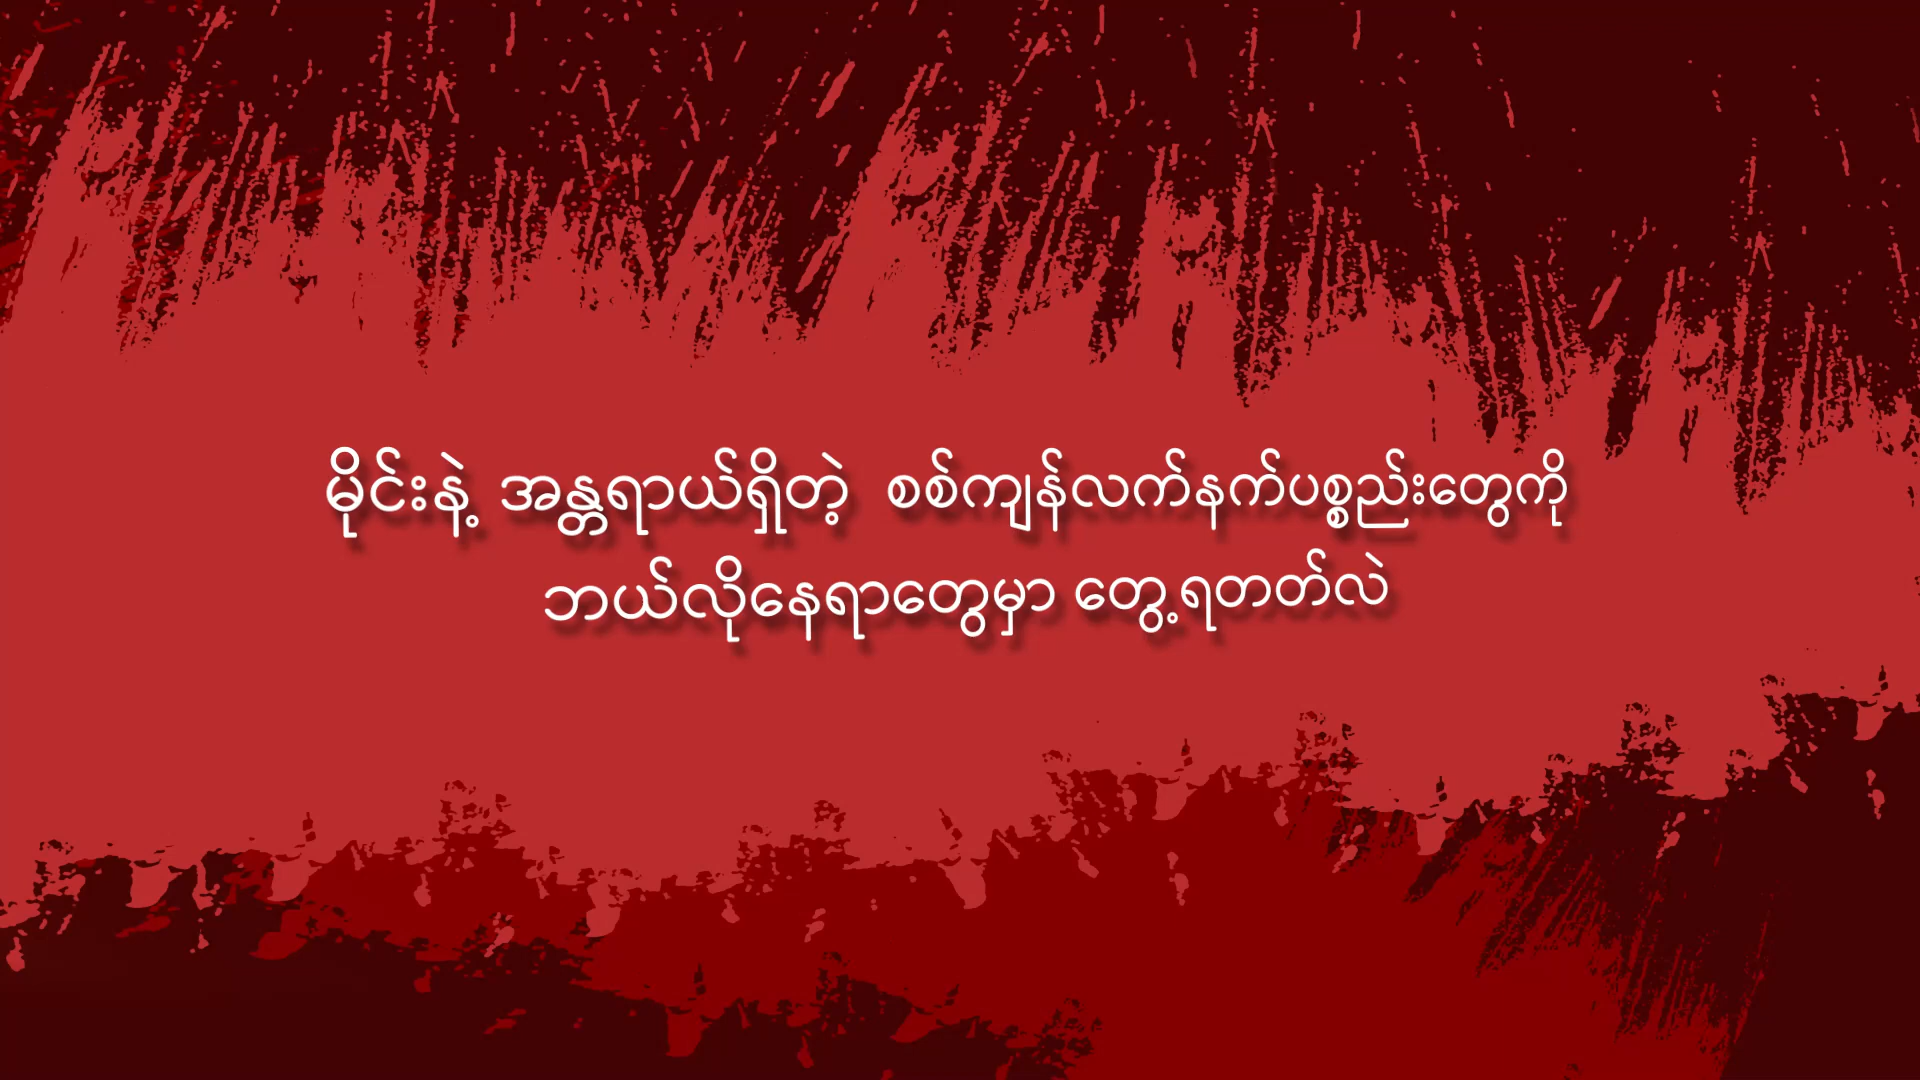 မိုင်းနဲ့ အန္တရာယ်ရှိတဲ့ စစ်ကျန်လက်နက်ပစ္စည်းတွေကို
ဘယ်လိုနေရာတွေမှာ တွေ့ရတတ်လဲ